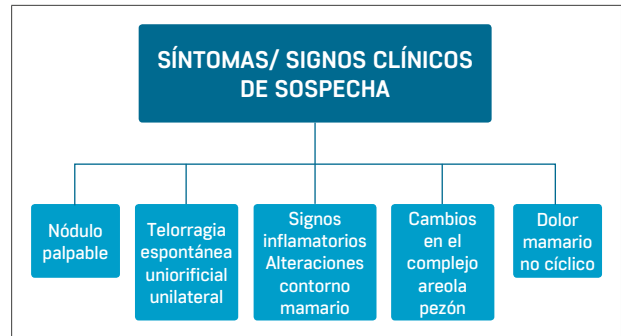 SÍNTOMAS/ SIGNOS CLÍNICOS
DE SOSPECHA
Nódulo
palpable
Telorragia
espontánea
uniorificial
unilateral
Signos
inflamatorios
Alteraciones
contorno
mamario
Cambios
en el
complejo
areola
pezón
Dolor
mamario
no cíclico